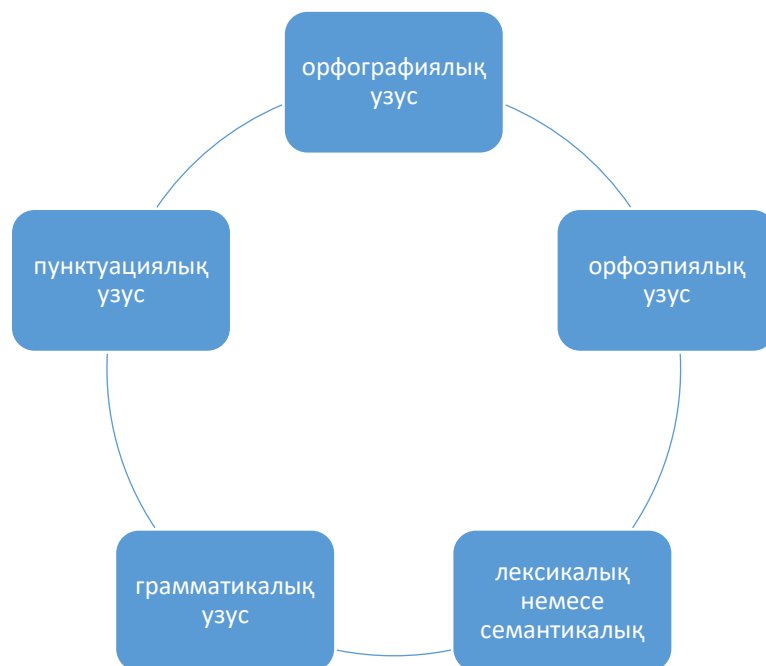 орфографиялық
узус
орфоэпиялық
узус
лексикалық
немесе
семантикалық
грамматикалық
узус
пунктуациялық
узус